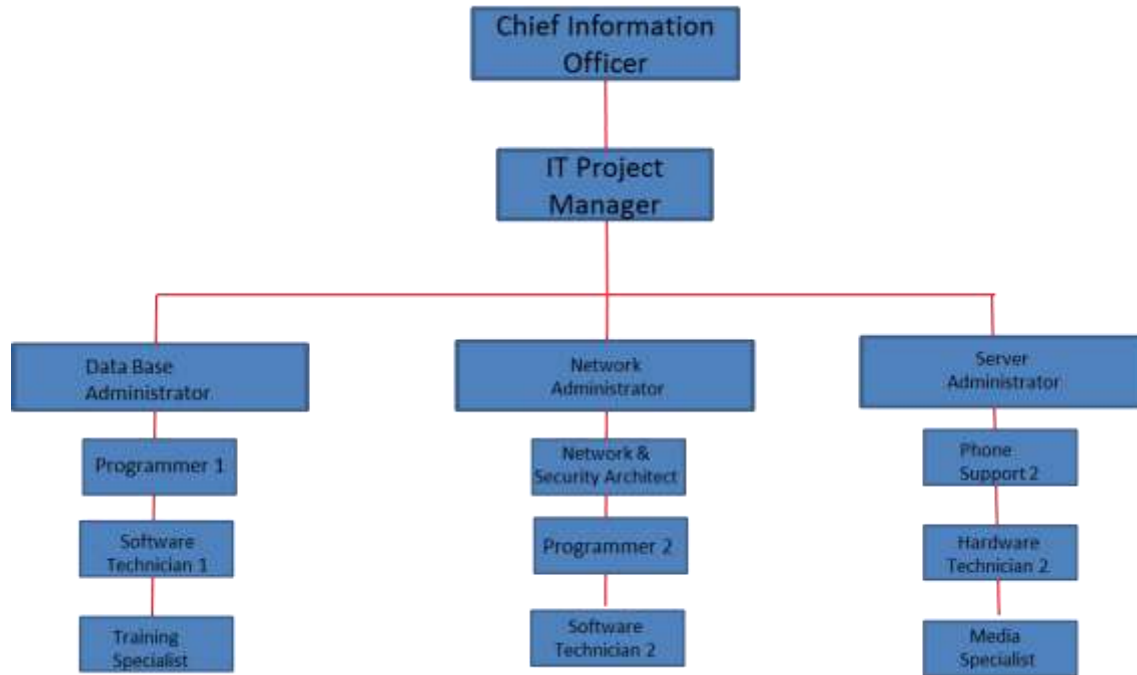 Chief Information
Officer
IT Project
Manager
Data Base
Administrator
Network
Administrator
Server
Administrator
Programmer 1
Network &
Security Architect
Phone
Support 2
Software
Technician 1
Programmer 2
Hardware
Technician 2
Training
Specialist
Software
Technician 2
Media
Specialist